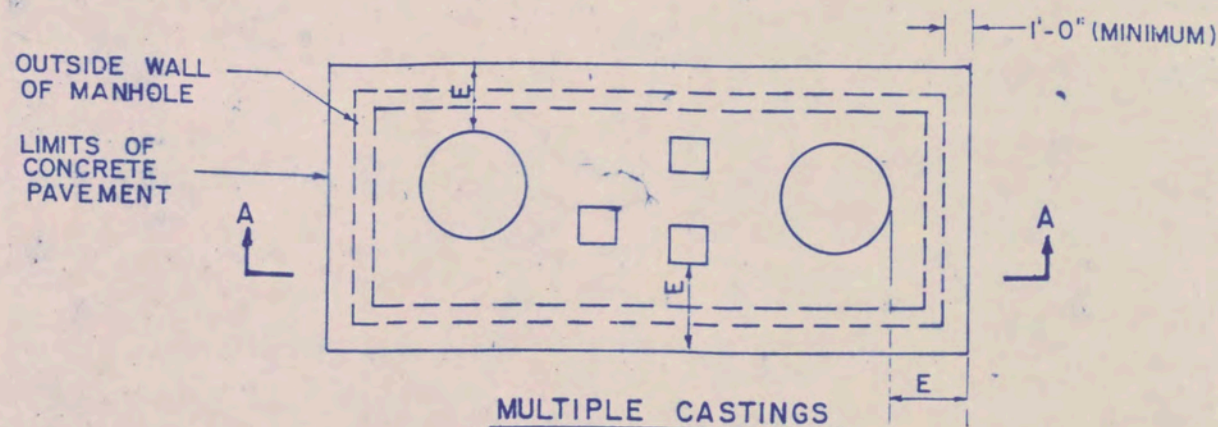 1'-0" (MINIMUM)
OUTSIDE WALL
OF MANHOLE
LIMITS OF
CONCRETE
PAVEMENT
E
A
A
E
E
MULTIPLE CASTINGS